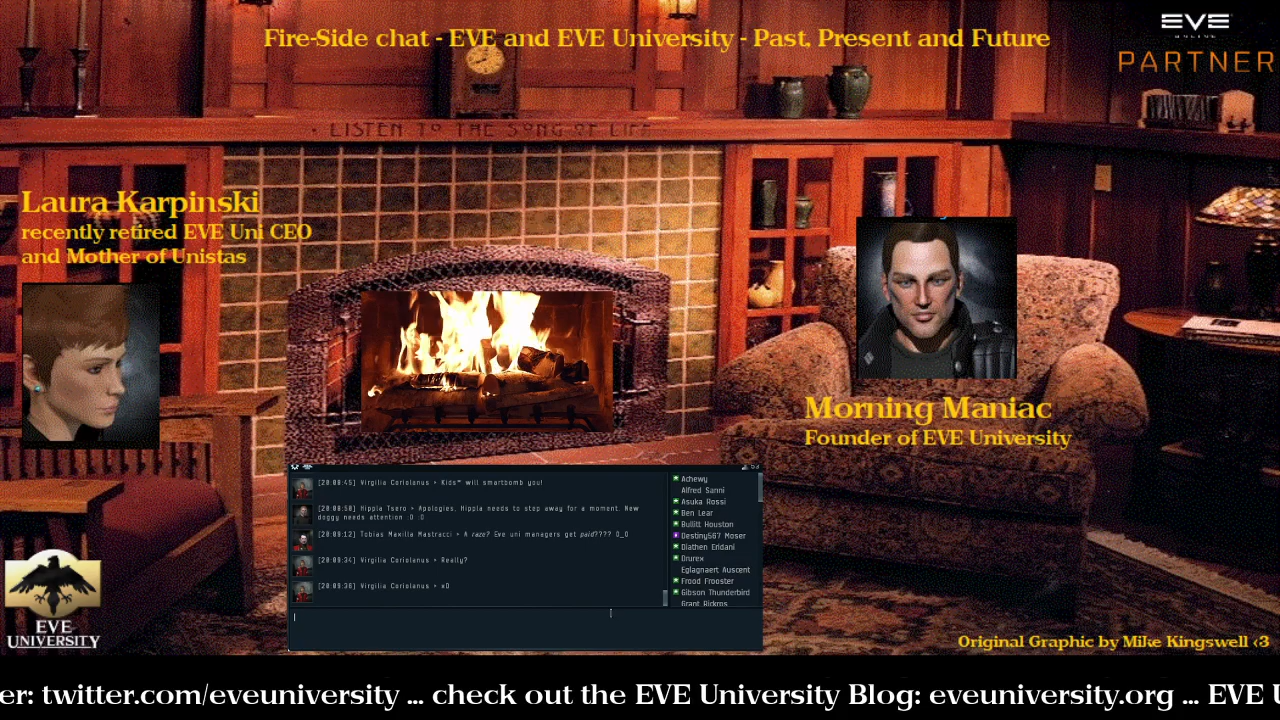 Fire-Side chat - EVE and EVE University - Past, Present and Future
EVE
ONLINE
PARTNER
LISTEN TO THE SONG OF LIFE
Laura Karpinski
recently retired EVE Uni CEO
and Mother of Unistas
Morning Maniac
Founder of EVE University
53
[20:08:45] Virgilia Coriolanus > Kids™ will smartbomb you!
[20:08:50] Hippla Tsero > Apologies, Hippla needs to step away for a moment. New
doggy needs attention :D :D
[20:09:12] Tobias Maxilla Mastracci > A raze? Eve uni managers get paid???? O_O
[20:09:34] Virgilia Coriolanus > Really?
[20:09:36] Virgilia Coriolanus > xD
Achewy
Alfred Sanni
Asuka Rossi
Ben Lear
Bullitt Houston
Destiny567 Moser
Diathen Eridani
Drurex
Eglagnaert Auscent
Frood Frooster
Gibson Thunderbird
Grant
EVE
UNIVERSITY
Original Graphic by Mike Kingswell <3
er: twitter.com/eveuniversity ... check out the EVE University Blog: eveuniversity.org ... EVE U